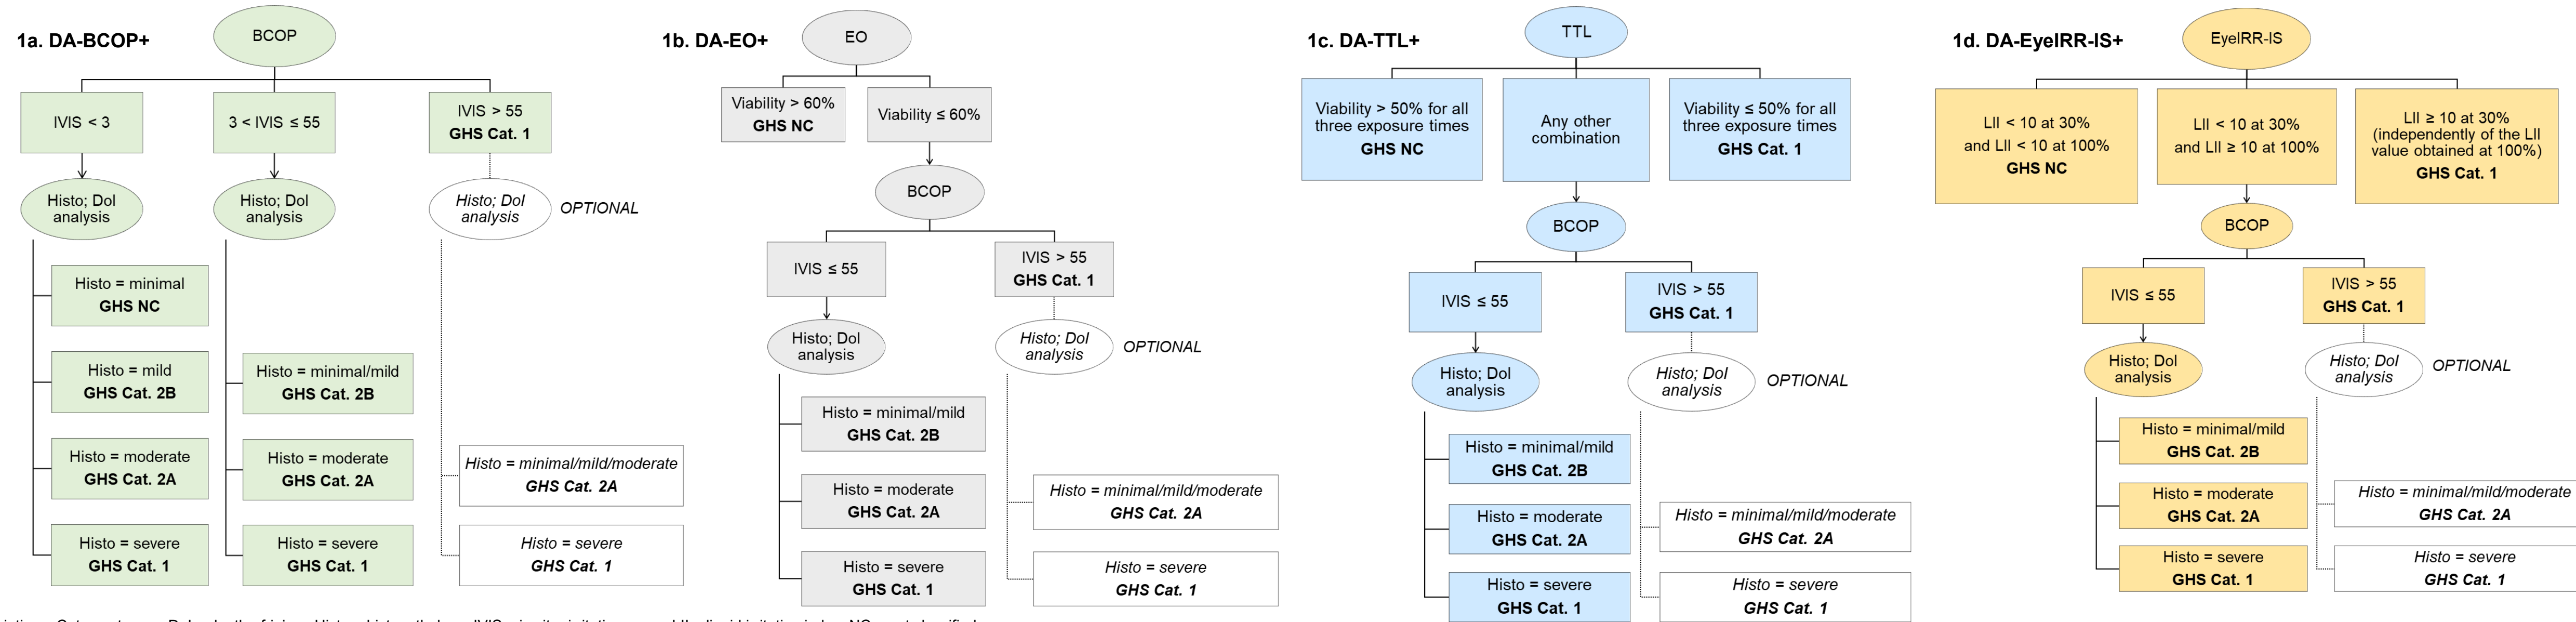 1a. DA-BCOP+
BCOP
IVIS < 3
3 < IVIS ≤ 55
IVIS > 55
GHS Cat. 1
Histo; DoI
analysis
Histo; DoI
analysis
Histo; DoI
analysis
OPTIONAL
Histo = minimal
GHS NC
Histo = mild
GHS Cat. 2B
Histo = moderate
GHS Cat. 2A
Histo = severe
GHS Cat. 1
Histo = minimal/mild
GHS Cat. 2B
Histo = moderate
GHS Cat. 2A
Histo = severe
GHS Cat. 1
Histo = minimal/mild/moderate
GHS Cat. 2A
Histo = severe
GHS Cat. 1
1b. DA-EO+
EO
Viability > 60%
GHS NC
Viability ≤ 60%
BCOP
IVIS ≤ 55
IVIS > 55
GHS Cat. 1
Histo; DoI
analysis
Histo; DoI
analysis
OPTIONAL
Histo = minimal/mild
GHS Cat. 2B
Histo = moderate
GHS Cat. 2A
Histo = severe
GHS Cat. 1
Histo = minimal/mild/moderate
GHS Cat. 2A
Histo = severe
GHS Cat. 1
1c. DA-TTL+
TTL
Viability > 50% for all
three exposure times
GHS NC
Any other
combination
Viability ≤ 50% for all
three exposure times
GHS Cat. 1
BCOP
IVIS ≤ 55
IVIS > 55
GHS Cat. 1
Histo; DoI
analysis
Histo; DoI
analysis
OPTIONAL
Histo = minimal/mild
GHS Cat. 2B
Histo = moderate
GHS Cat. 2A
Histo = severe
GHS Cat. 1
Histo = minimal/mild/moderate
GHS Cat. 2A
Histo = severe
GHS Cat. 1
1d. DA-EyeIRR-IS+
EyeIRR-IS
LII < 10 at 30%
and LII < 10 at 100%
GHS NC
LII < 10 at 30%
and LII ≥ 10 at 100%
LII ≥ 10 at 30%
(independently of the LII
value obtained at 100%)
GHS Cat. 1
BCOP
IVIS ≤ 55
IVIS > 55
GHS Cat. 1
Histo; DoI
analysis
Histo; DoI
analysis
OPTIONAL
Histo = minimal/mild
GHS Cat. 2B
Histo = moderate
GHS Cat. 2A
Histo = severe
GHS Cat. 1
Histo = minimal/mild/moderate
GHS Cat. 2A
Histo = severe
GHS Cat. 1